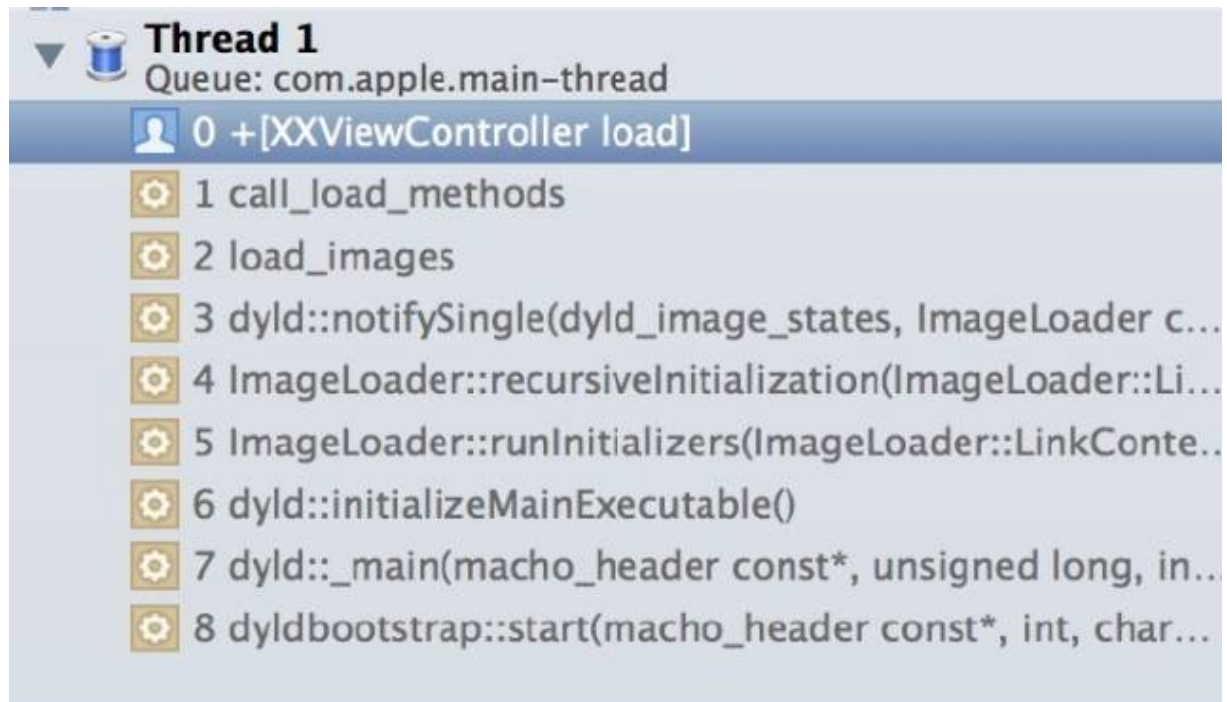 Thread 1
Queue: com.apple.main-thread
0 +[XXViewController load]
1 call_load_methods
2 load_images
3 dyld::notifySingle(dyld_image_states, ImageLoader c...
4 ImageLoader::recursiveInitialization(ImageLoader::Li...
5 ImageLoader::runInitializers(ImageLoader::LinkConte...
6 dyld::initializeMainExecutable()
7 dyld::_main(macho_header const*, unsigned long, in...
8 dyldbootstrap::start(macho_header const*, int, char...